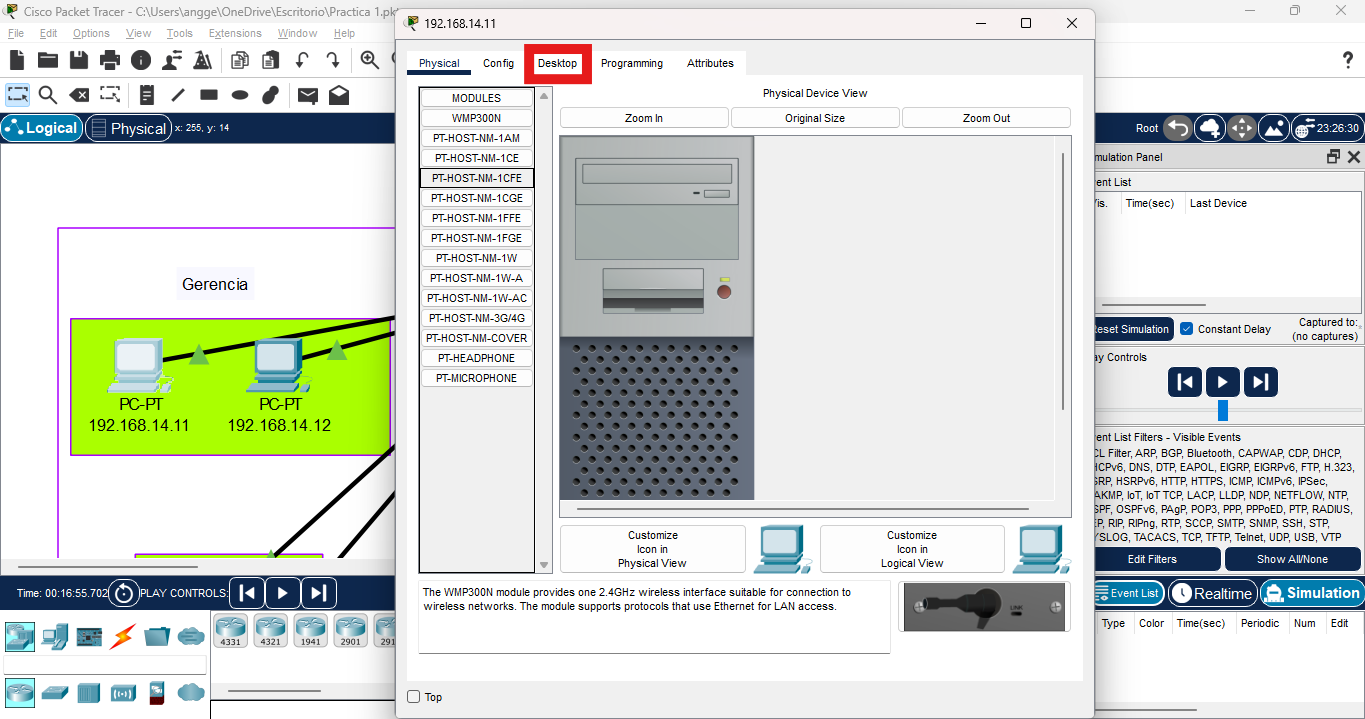 Cisco Packet Tracer - C:\Users\angge\OneDrive\Escritorio\Practica 1.pkt
File Edit Options View Tools Extensions Window Help
Logical Physical x: 255, y: 14
Root 23:26:30
Gerencia
PC-PT
192.168.14.11
PC-PT
192.168.14.12
Time: 00:16:55.702 PLAY CONTROLS:
4331 4321 1941 2901 291
192.168.14.11
Physical Config Desktop Programming Attributes
MODULES
WMP300N
PT-HOST-NM-1AM
PT-HOST-NM-1CE
PT-HOST-NM-1CFE
PT-HOST-NM-1CGE
PT-HOST-NM-1FFE
PT-HOST-NM-1FGE
PT-HOST-NM-1W
PT-HOST-NM-1W-A
PT-HOST-NM-1W-AC
PT-HOST-NM-3G/4G
PT-HOST-NM-COVER
PT-HEADPHONE
PT-MICROPHONE
Physical Device View
Zoom In Original Size Zoom Out
Customize
Icon in
Physical View
Customize
Icon in
Logical View
The WMP300N module provides one 2.4GHz wireless interface suitable for connection to
wireless networks. The module supports protocols that use Ethernet for LAN access.
LINK
Top
mulation Panel
ent List
is. Time(sec) Last Device
eset Simulation Constant Delay Captured to:
(no captures)
ay Controls
ent List Filters - Visible Events
CL Filter, ARP, BGP, Bluetooth, CAPWAP, CDP, DHCP,
HCPv6, DNS, DTP, EAPOL, EIGRP, EIGRPv6, FTP, H.323,
SRP, HSRPv6, HTTP, HTTPS, ICMP, ICMPv6, IPSec,
AKMP, IoT, IoT TCP, LACP, LLDP, NDP, NETFLOW, NTP,
SPF, OSPFv6, PAgP, POP3, PPP, PPPoED, PTP, RADIUS,
EP, RIP, RIPng, RTP, SCCP, SMTP, SNMP, SSH, STP,
YSLOG, TACACS, TCP, TFTP, Telnet, UDP, USB, VTP
Edit Filters Show All/None
Event List Realtime Simulation
Type Color Time(sec) Periodic Num Edit